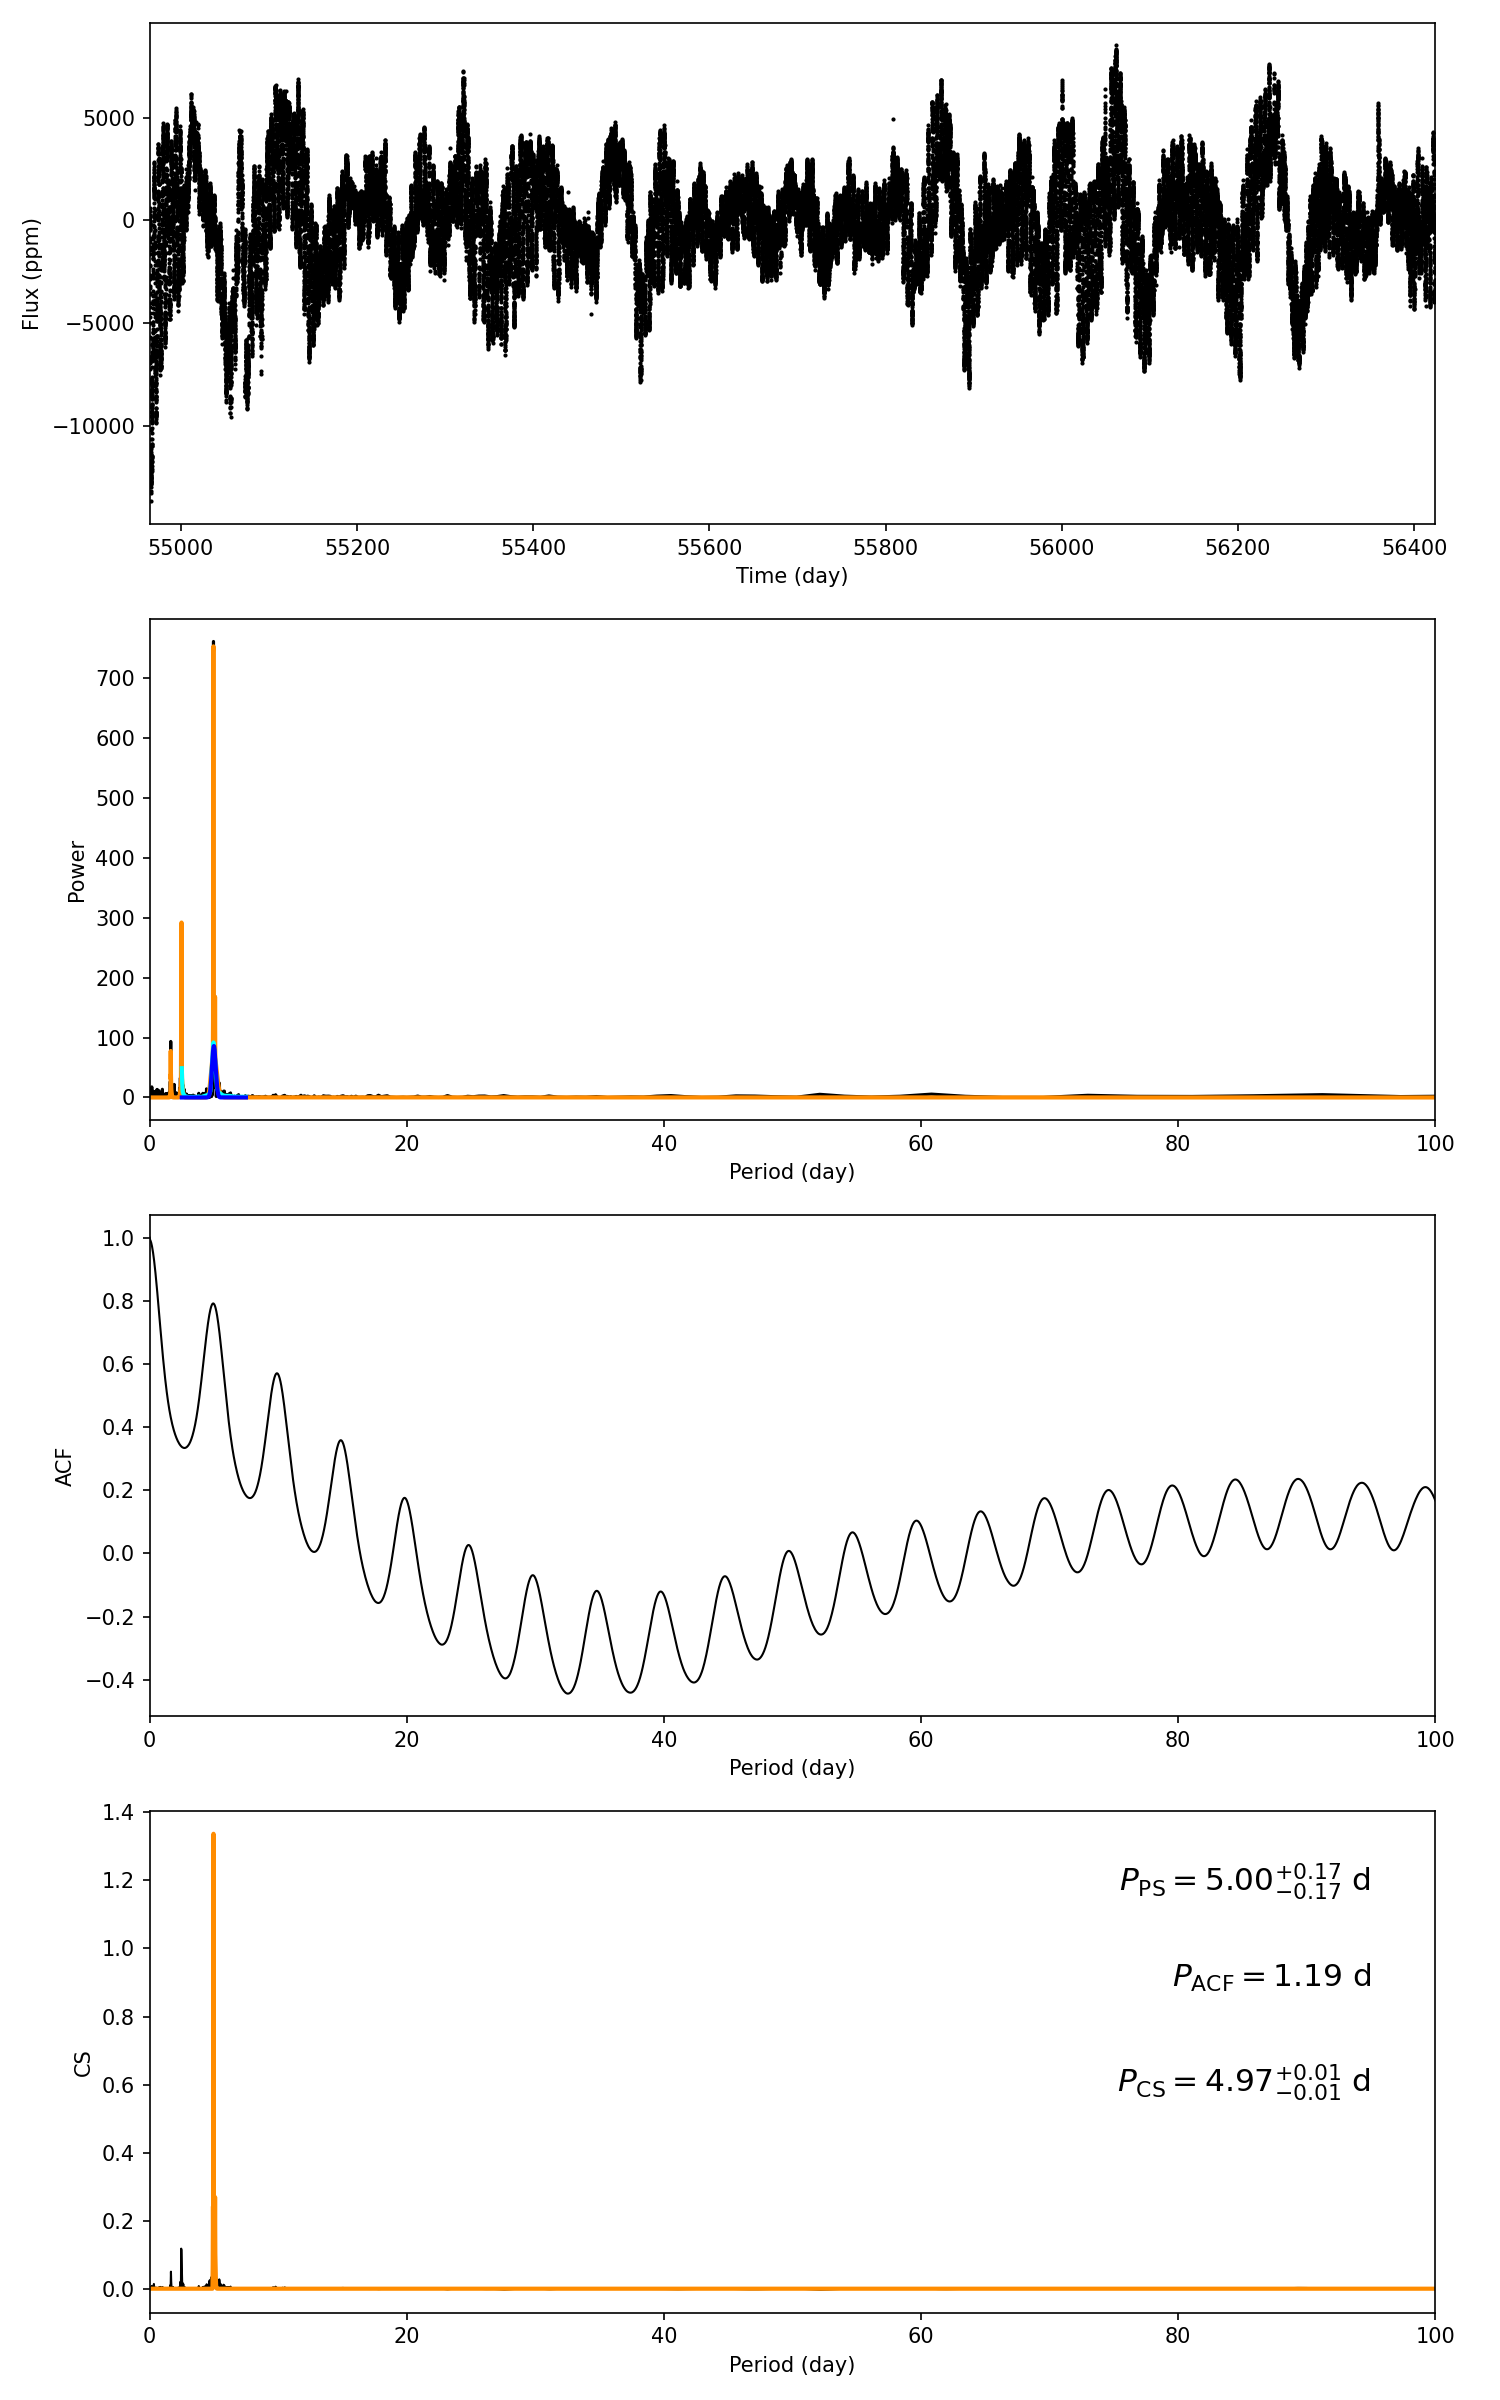 5000
0
−5000
−10000
Flux (ppm)
55000 55200 55400 55600 55800 56000 56200 56400
Time (day)
700
600
500
400
300
200
100
0
Power
0 20 40 60 80 100
Period (day)
1.0
0.8
0.6
0.4
0.2
0.0
−0.2
−0.4
ACF
0 20 40 60 80 100
Period (day)
1.4
1.2
1.0
0.8
0.6
0.4
0.2
0.0
CS
P_PS = 5.00^{+0.17}_{−0.17} d
P_ACF = 1.19 d
P_CS = 4.97^{+0.01}_{−0.01} d
0 20 40 60 80 100
Period (day)